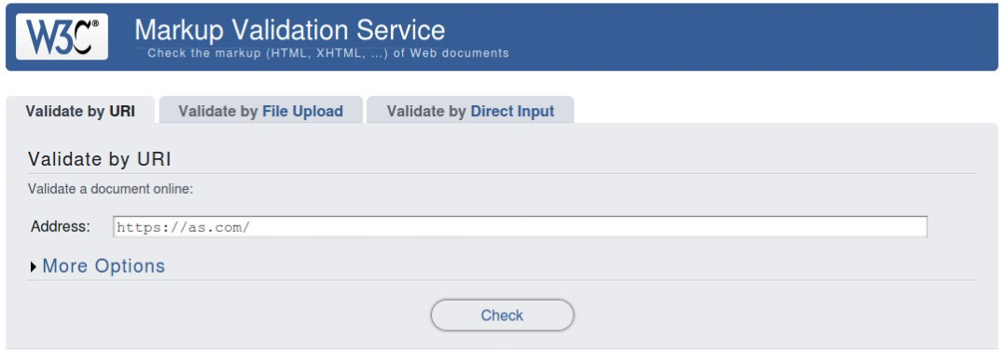 W3C®
Markup Validation Service
Check the markup (HTML, XHTML, ...) of Web documents
Validate by URI
Validate by File Upload
Validate by Direct Input
Validate by URI
Validate a document online:
Address: https://as.com/
More Options
Check